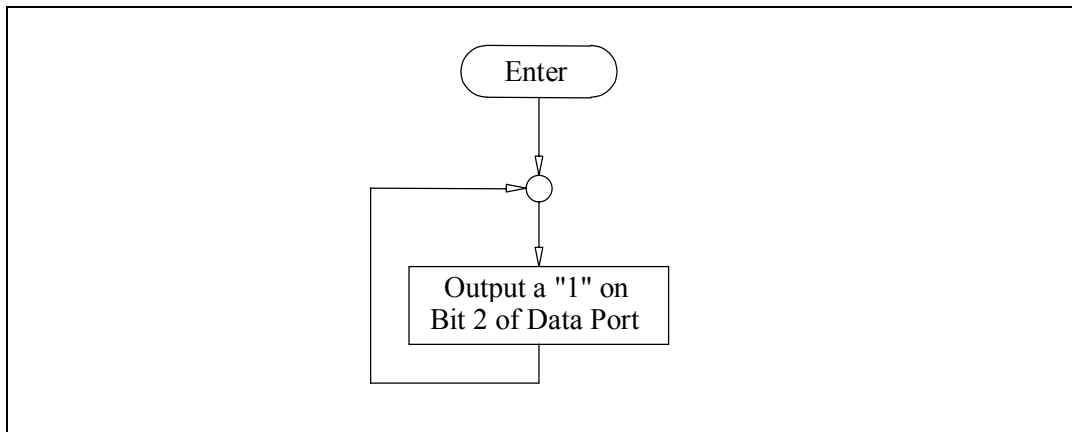 Enter
Output a "1" on
Bit 2 of Data Port